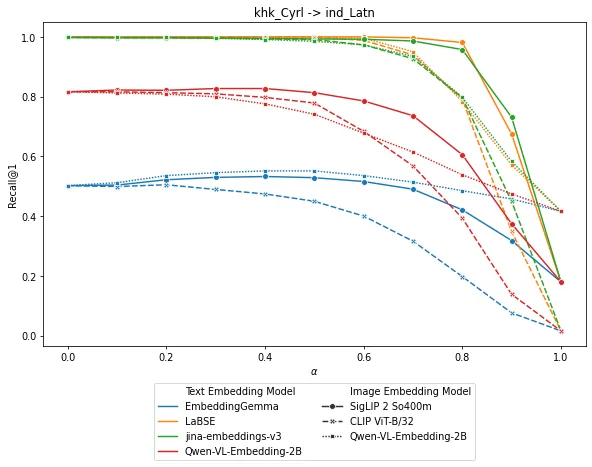 khk_Cyrl -> ind_Latn
Recall@1
1.0
0.8
0.6
0.4
0.2
0.0
0.0 0.2 0.4 0.6 0.8 1.0
α
Text Embedding Model
EmbeddingGemma
LaBSE
jina-embeddings-v3
Qwen-VL-Embedding-2B
Image Embedding Model
SigLIP 2 So400m
CLIP ViT-B/32
Qwen-VL-Embedding-2B